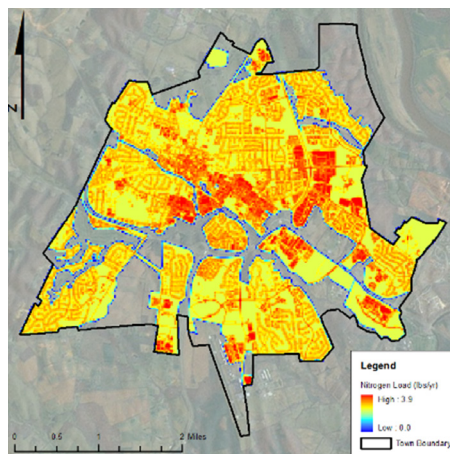 N
Legend
Nitrogen Load (lbs/yr)
High : 3.9
Low : 0.0
Town Boundary
0 0.5 1 2 Miles